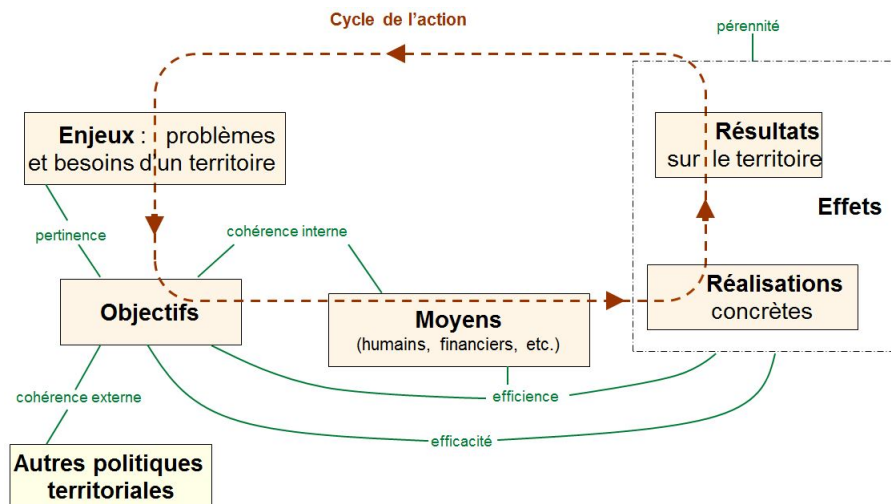 Cycle de l'action
pérennité
Enjeux : problèmes
et besoins d'un territoire
Résultats
sur le territoire
Effets
pertinence
cohérence interne
Objectifs
Moyens
(humains, financiers, etc.)
Réalisations
concrètes
cohérence externe
efficience
efficacité
Autres politiques
territoriales